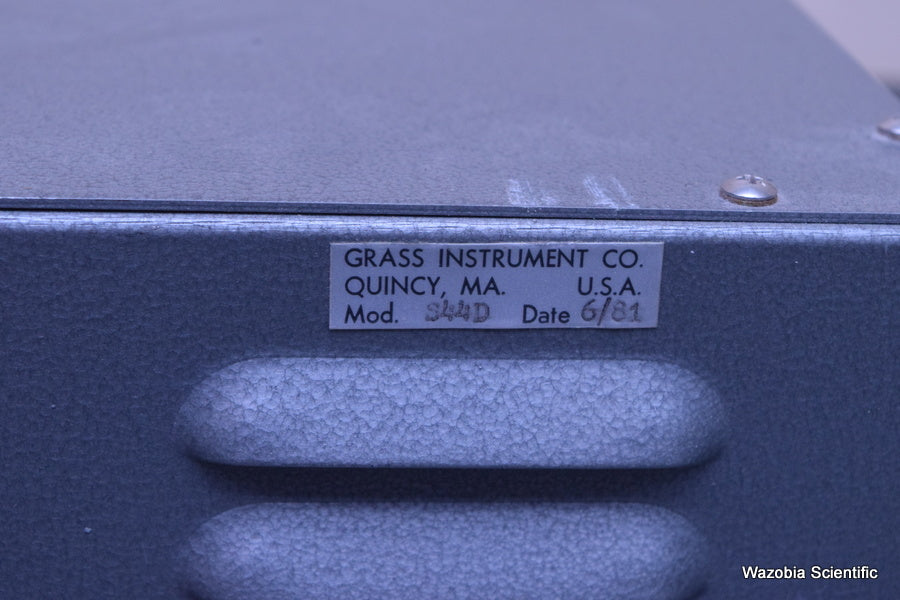 GRASS INSTRUMENT CO.
QUINCY, MA. U.S.A.
Mod. S44D Date 6/81
Wazobia Scientific